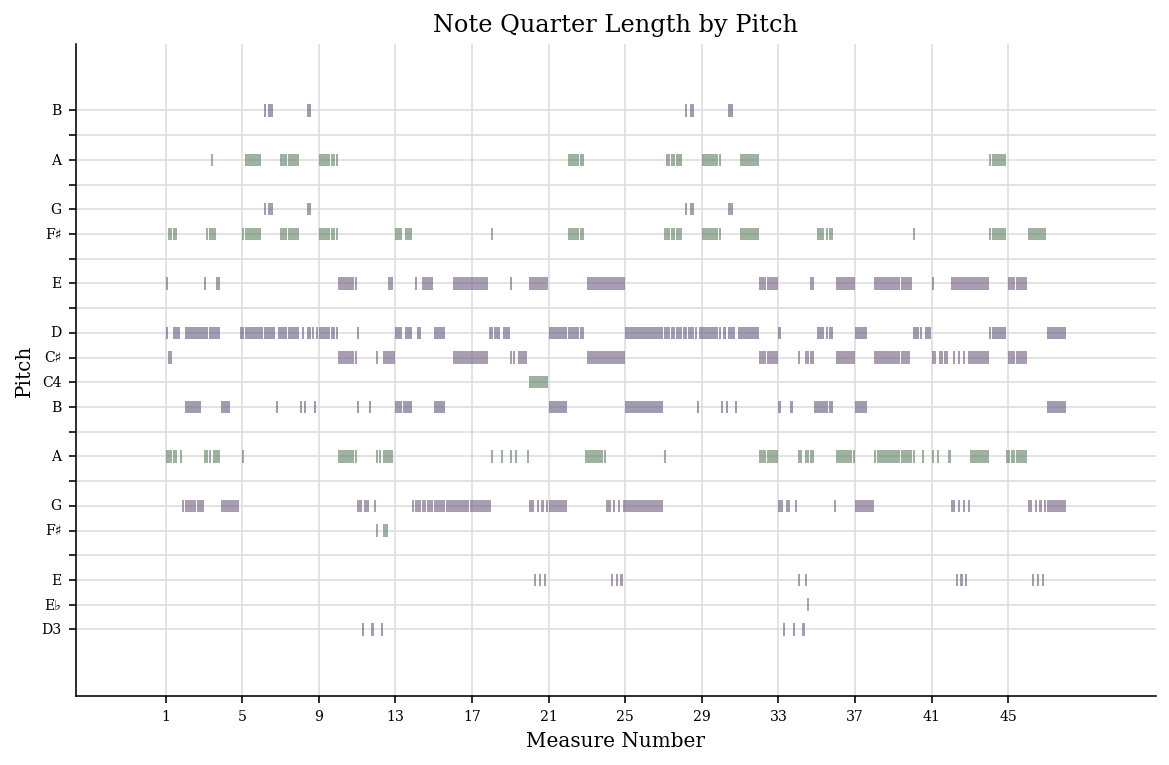 Note Quarter Length by Pitch
B
A
G
F♯
E
D
C♯
C4
B
A
G
F♯
E
E♭
D3
Pitch
1 5 9 13 17 21 25 29 33 37 41 45
Measure Number